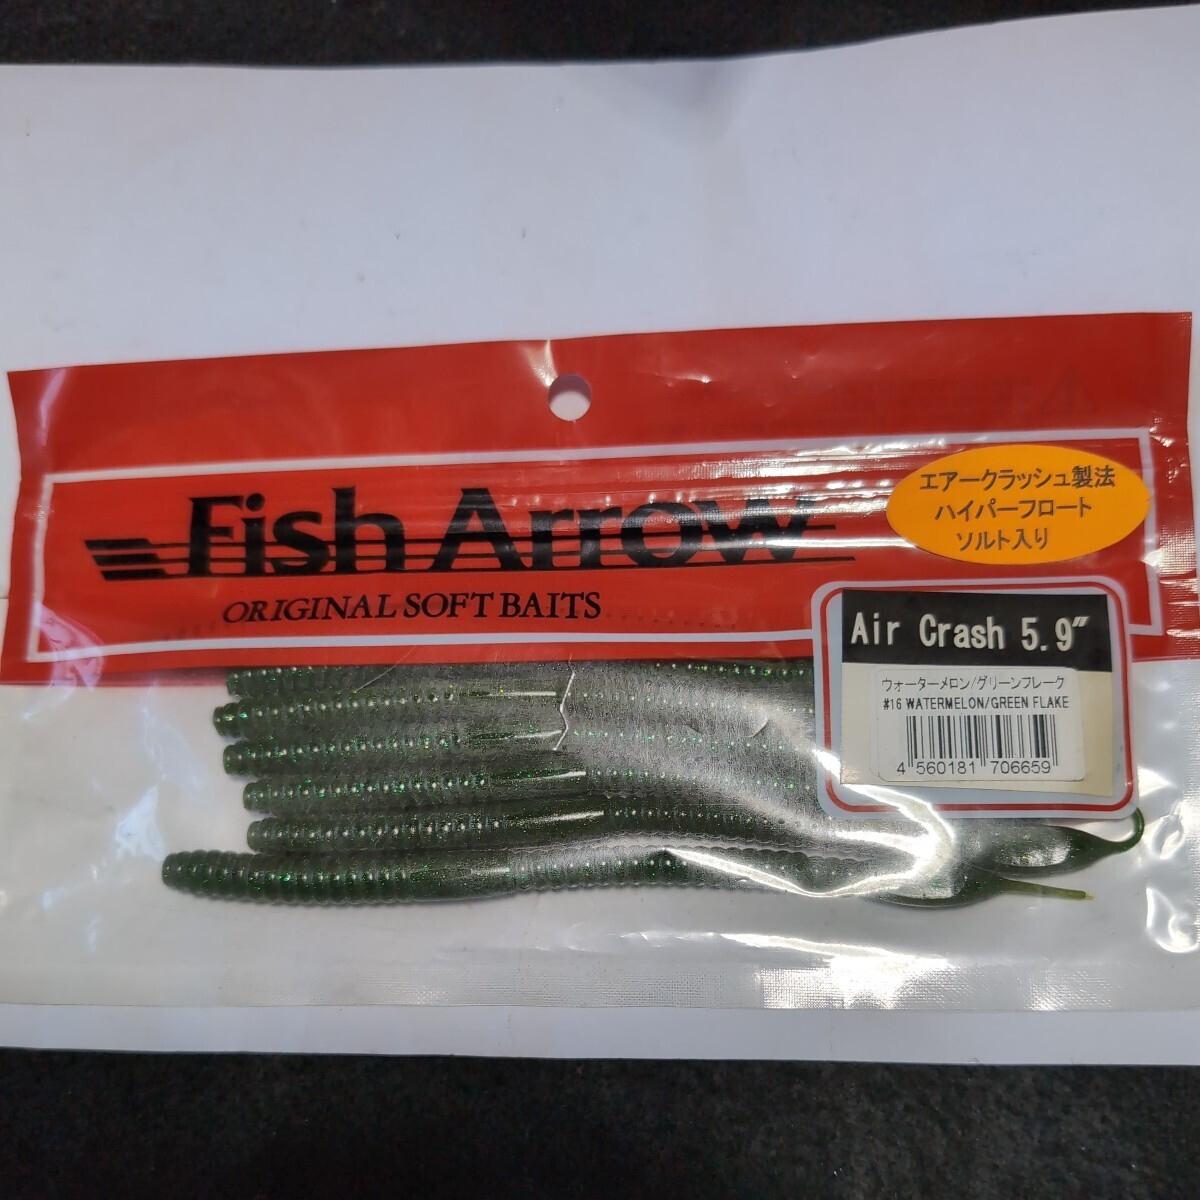 Fish Arrow
ORIGINAL SOFT BAITS
エアークラッシュ製法
ハイパーフロート
ソルト入り
Air Crash 5.9"
ウォーターメロン/グリーンフレーク
#16 WATERMELON/GREEN FLAKE
4 560181 706659